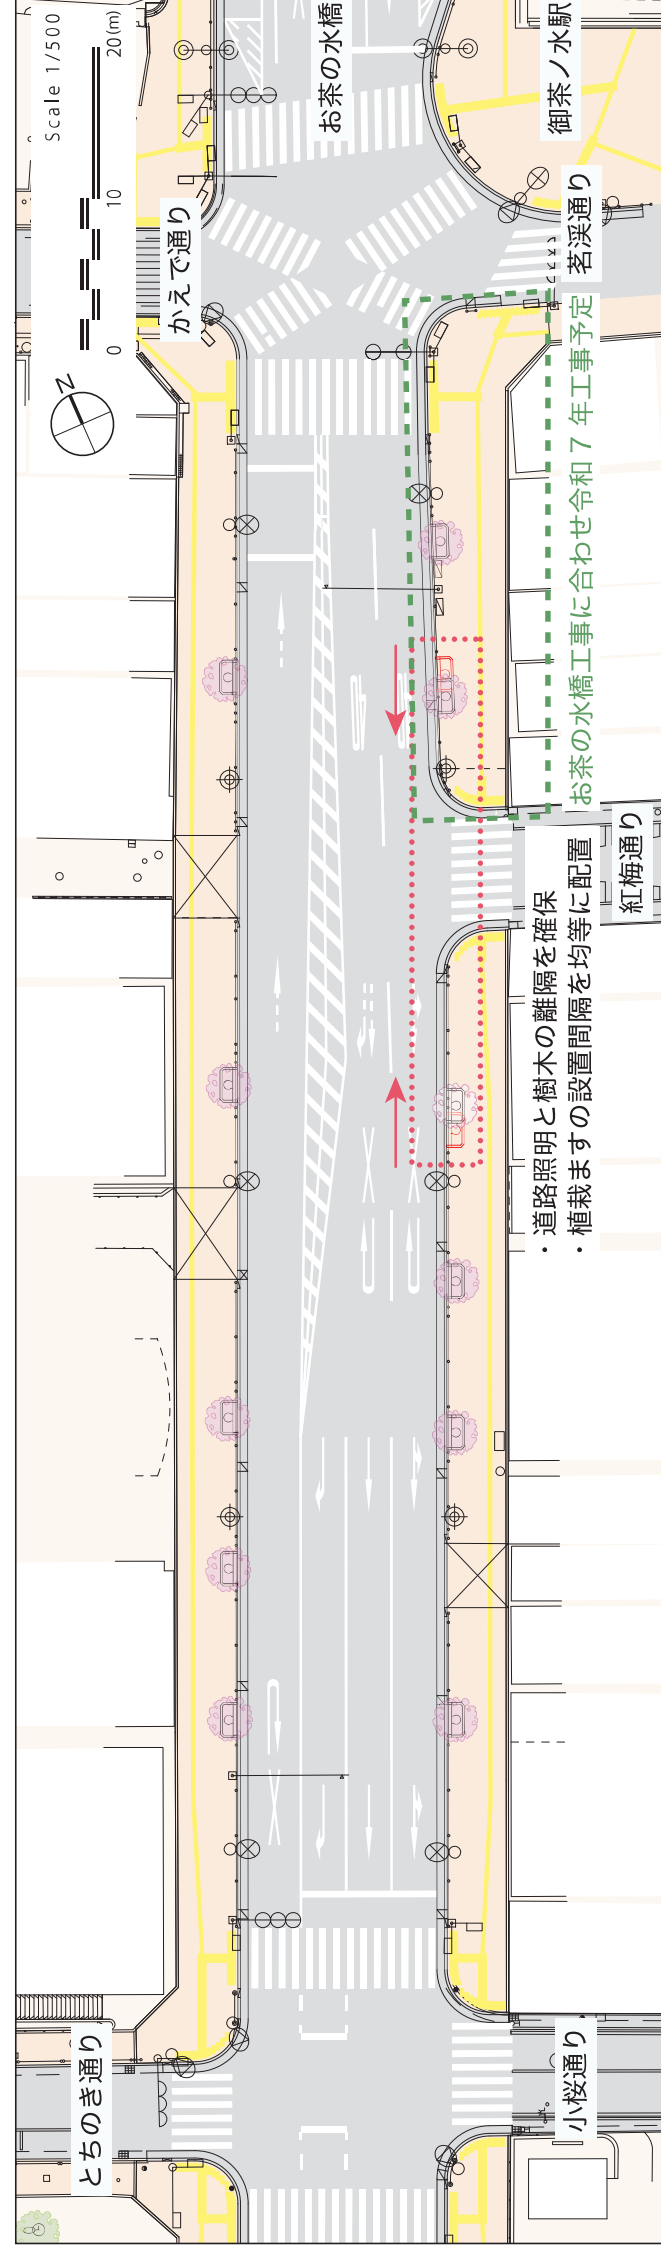 Scale 1/500
0 10 20(m)
N
お茶の水橋
御茶ノ水駅
かえで通り
茗渓通り
お茶の水橋工事に合わせ令和 7 年工事予定
紅梅通り
・道路照明と樹木の離隔を確保
・植栽ますの設置間隔を均等に配置
とちのき通り
小桜通り